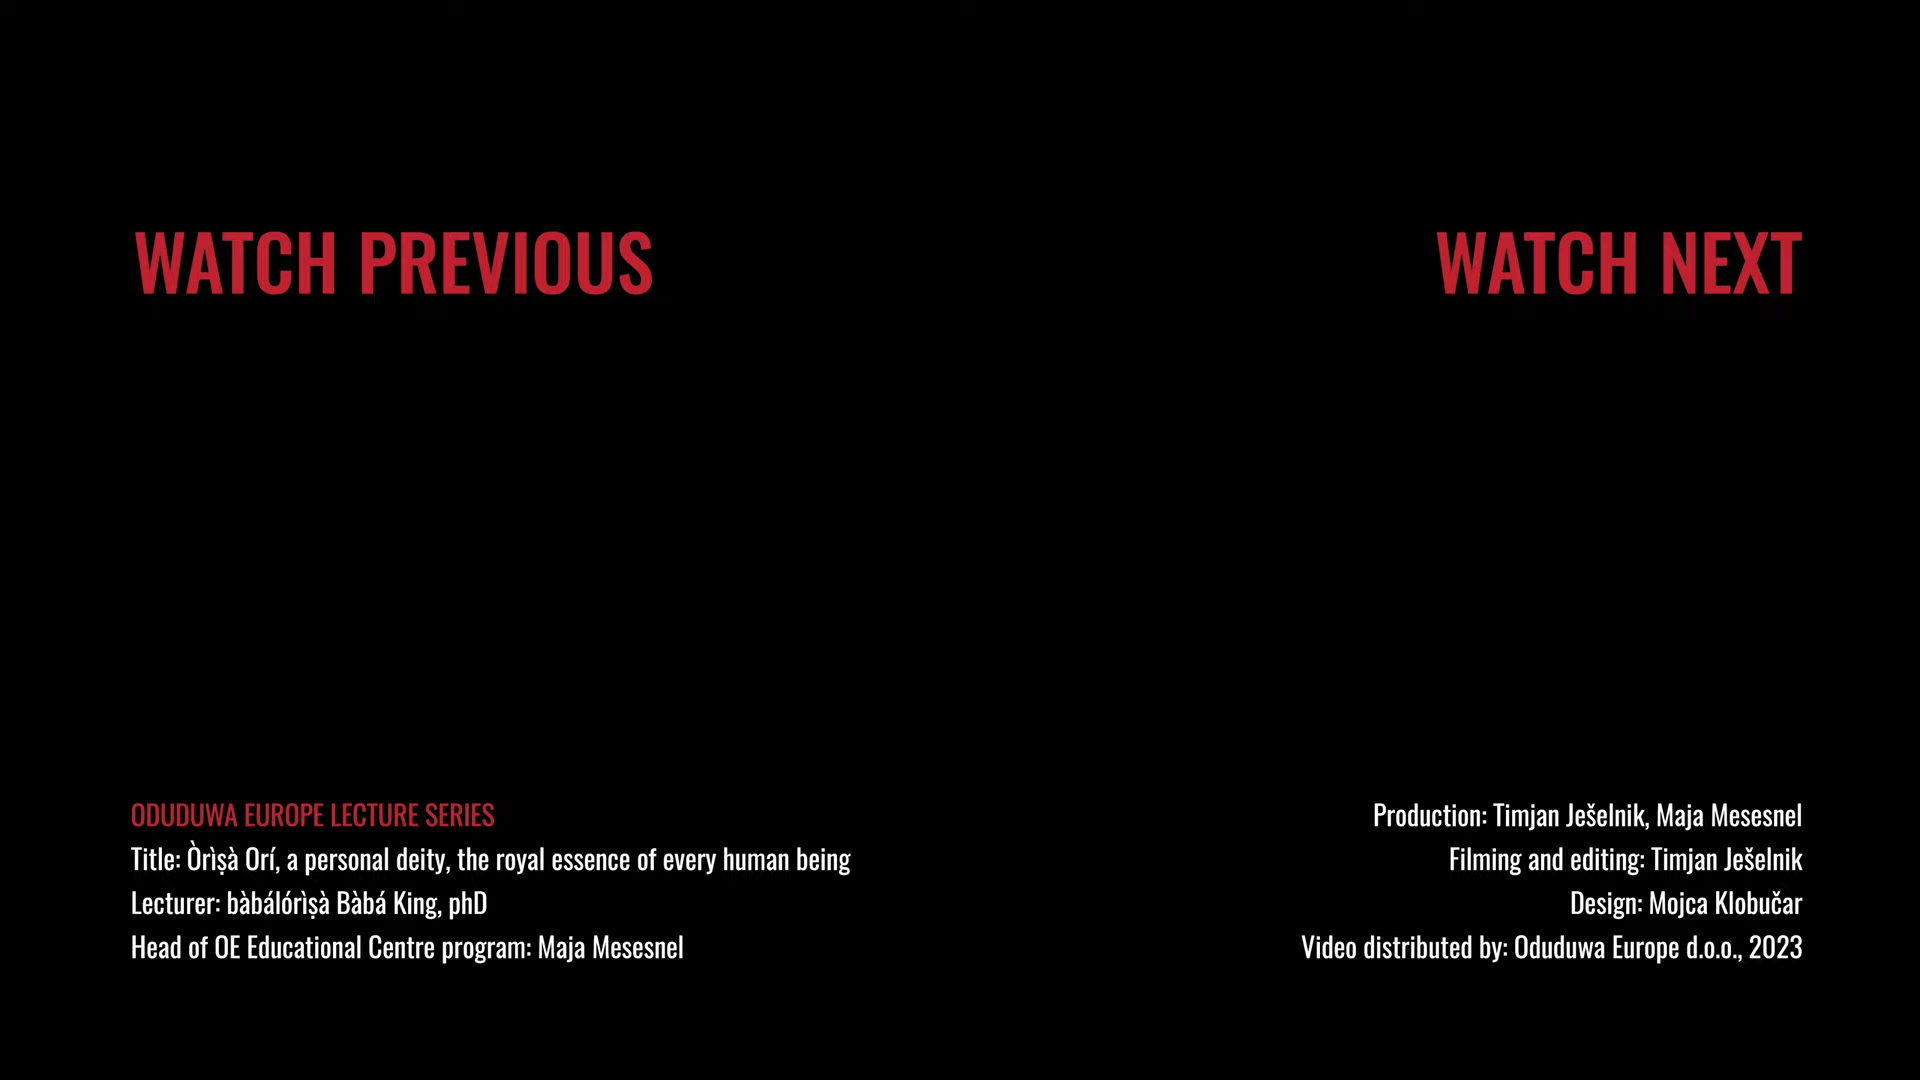 WATCH PREVIOUS
WATCH NEXT
ODUDUWA EUROPE LECTURE SERIES
Title: Òrìṣà Orí, a personal deity, the royal essence of every human being
Lecturer: bàbálórìṣà Bàbá King, phD
Head of OE Educational Centre program: Maja Mesesnel
Production: Timjan Ješelnik, Maja Mesesnel
Filming and editing: Timjan Ješelnik
Design: Mojca Klobučar
Video distributed by: Oduduwa Europe d.o.o., 2023